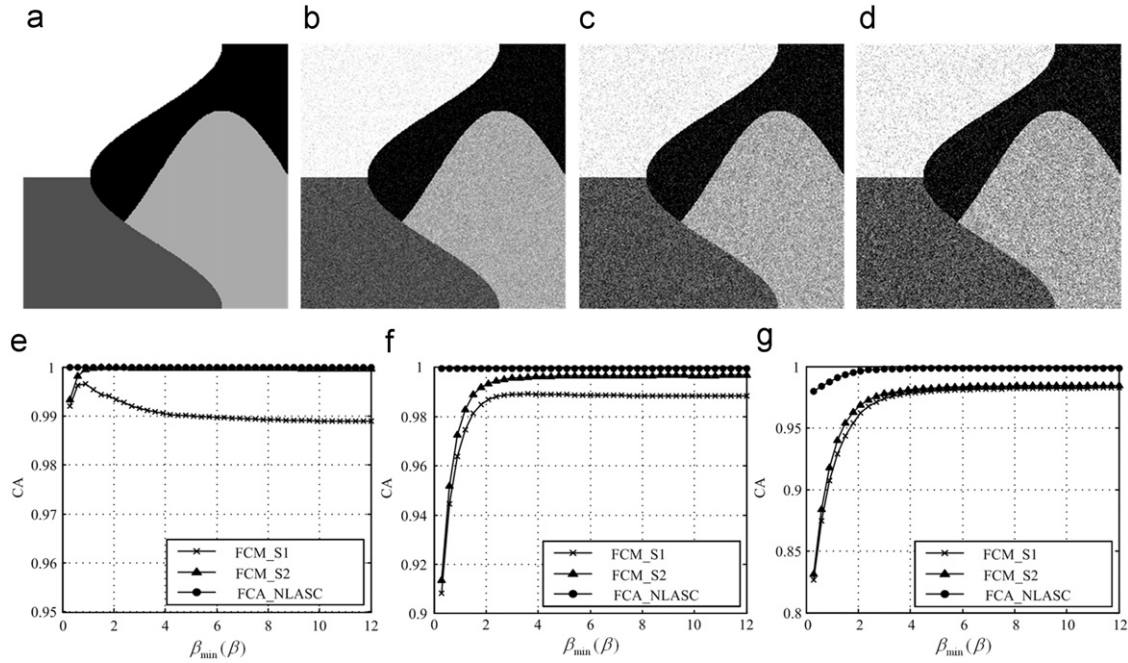 a b c d
e f g
1
0.99
0.98
0.97
0.96
0.95
CA
0 2 4 6 8 10 12
β_min(β)
FCM_S1
FCM_S2
FCA_NLASC
1
0.98
0.96
0.94
0.92
0.9
CA
0 2 4 6 8 10 12
β_min(β)
FCM_S1
FCM_S2
FCA_NLASC
1
0.95
0.9
0.85
0.8
CA
0 2 4 6 8 10 12
β_min(β)
FCM_S1
FCM_S2
FCA_NLASC